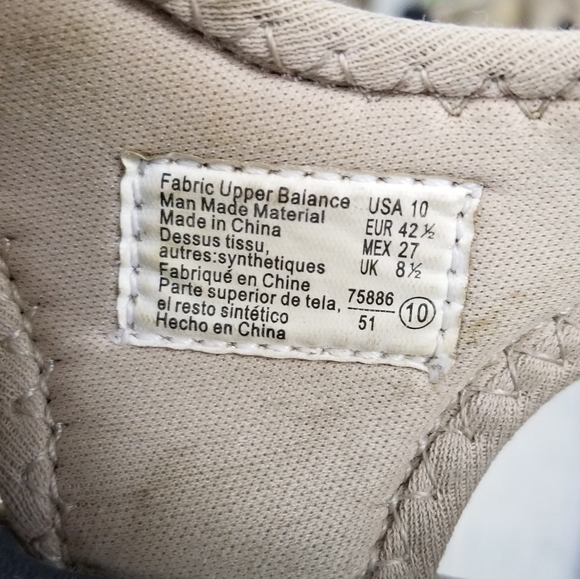 Fabric Upper Balance
Man Made Material
Made in China
Dessus tissu,
autres:synthetiques
Fabriqué en Chine
Parte superior de tela,
el resto sintético
Hecho en China
USA 10
EUR 42 ½
MEX 27
UK 8½
75886
51
10